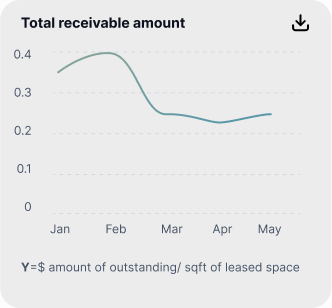 Total receivable amount
0.4
0.3
0.2
0.1
0
Jan Feb Mar Apr May
Y=$ amount of outstanding/ sqft of leased space